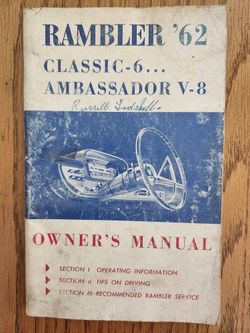 RAMBLER '62
CLASSIC-6...
AMBASSADOR V-8
Russell
OWNER'S MANUAL
SECTION I OPERATING INFORMATION
SECTION II TIPS ON DRIVING
SECTION III RECOMMENDED RAMBLER SERVICE